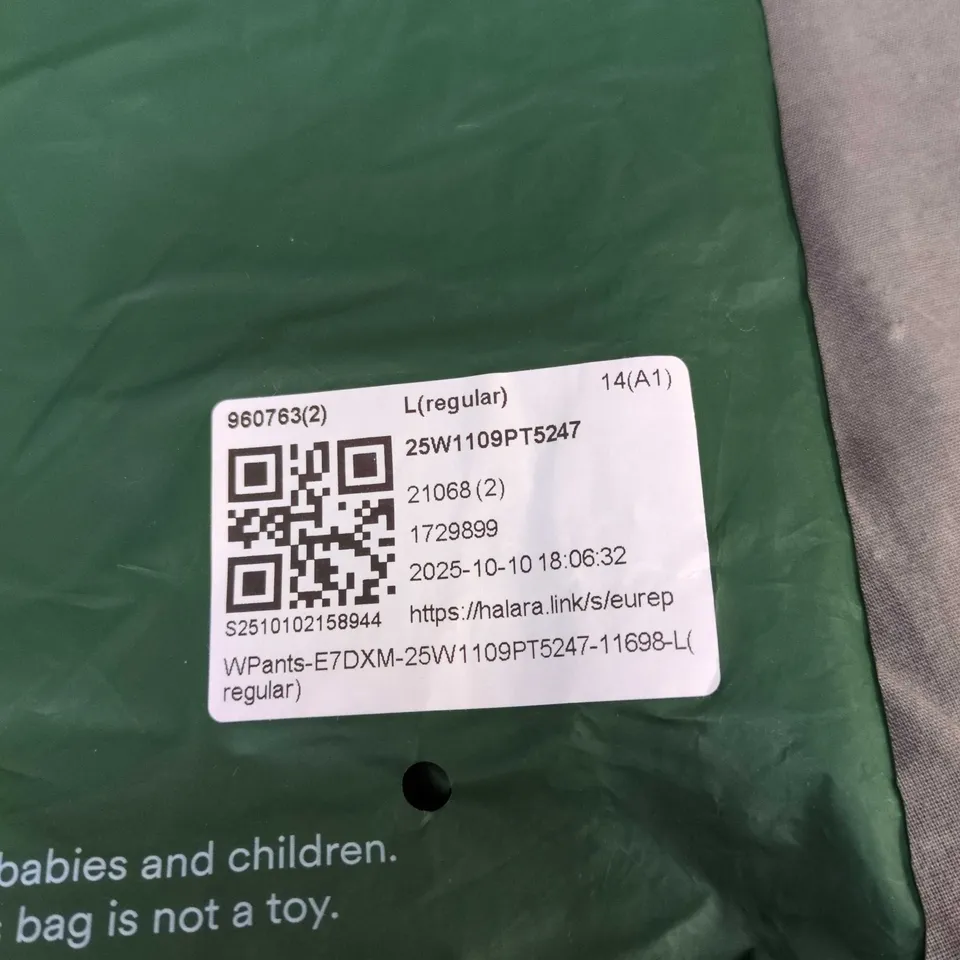 960763(2)
L(regular)
14(A1)
25W1109PT5247
21068(2)
1729899
2025-10-10 18:06:32
https://halara.link/s/eurep
S2510102158944
WPants-E7DXM-25W1109PT5247-11698-L(
regular)
babies and children.
bag is not a toy.